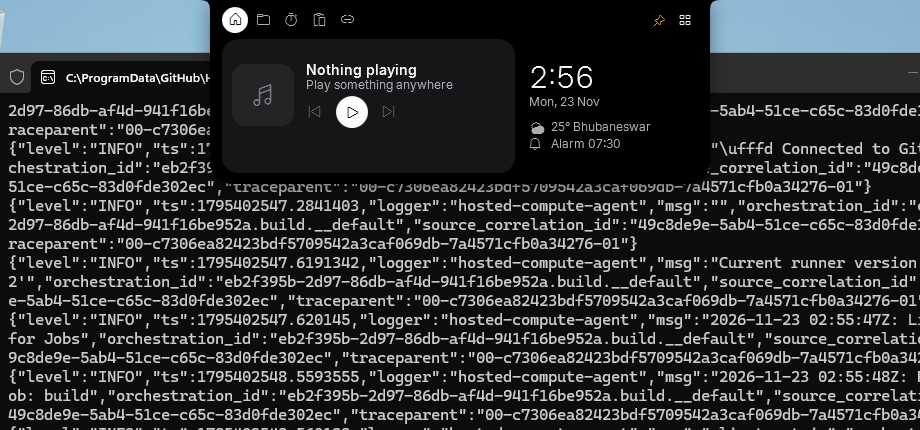 C:\ProgramData\GitHub\H
Nothing playing
Play something anywhere
2:56
Mon, 23 Nov
25° Bhubaneswar
Alarm 07:30
2d97-86db-af4d-941f16be -5ab4-51ce-c65c-83d0fde3
raceparent":"00-c7306ea
{"level":"INFO","ts":17 "\ufffd Connected to Git
chestration_id":"eb2f39 _correlation_id":"49c8de
51ce-c65c-83d0fde302ec","traceparent":"00-c7306ea82423bdf5709542a3caf069db-7a4571cfb0a34276-01"}
{"level":"INFO","ts":1795402547.2841403,"logger":"hosted-compute-agent","msg":"","orchestration_id":"e
2d97-86db-af4d-941f16be952a.build.__default","source_correlation_id":"49c8de9e-5ab4-51ce-c65c-83d0fde3
raceparent":"00-c7306ea82423bdf5709542a3caf069db-7a4571cfb0a34276-01"}
{"level":"INFO","ts":1795402547.6191342,"logger":"hosted-compute-agent","msg":"Current runner version
2'","orchestration_id":"eb2f395b-2d97-86db-af4d-941f16be952a.build.__default","source_correlation_id"
e-5ab4-51ce-c65c-83d0fde302ec","traceparent":"00-c7306ea82423bdf5709542a3caf069db-7a4571cfb0a34276-01"
{"level":"INFO","ts":1795402547.620145,"logger":"hosted-compute-agent","msg":"2026-11-23 02:55:47Z: Li
for Jobs","orchestration_id":"eb2f395b-2d97-86db-af4d-941f16be952a.build.__default","source_correlatio
9c8de9e-5ab4-51ce-c65c-83d0fde302ec","traceparent":"00-c7306ea82423bdf5709542a3caf069db-7a4571cfb0a342
{"level":"INFO","ts":1795402548.5593555,"logger":"hosted-compute-agent","msg":"2026-11-23 02:55:48Z:
ob: build","orchestration_id":"eb2f395b-2d97-86db-af4d-941f16be952a.build.__default","source_correlati
49c8de9e-5ab4-51ce-c65c-83d0fde302ec","traceparent":"00-c7306ea82423bdf5709542a3caf069db-7a4571cfb0a34